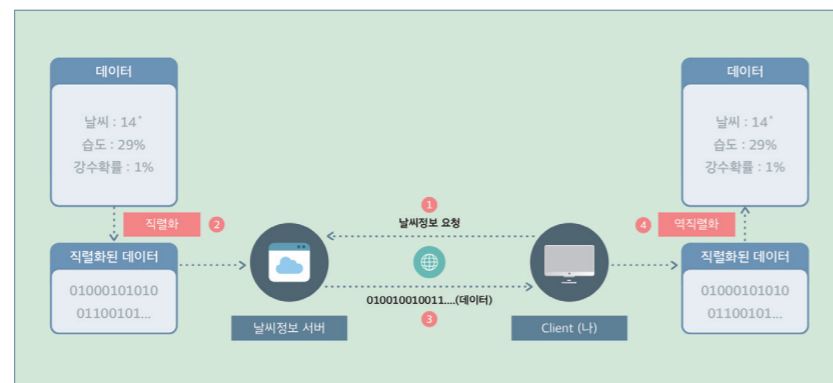 데이터
날씨 : 14˚
습도 : 29%
강수확률 : 1%
직렬화
2
직렬화된 데이터
01000101010
01100101...
날씨정보 서버
1
날씨정보 요청
010010010011....(데이터)
3
Client (나)
데이터
날씨 : 14˚
습도 : 29%
강수확률 : 1%
4
역직렬화
직렬화된 데이터
01000101010
01100101...